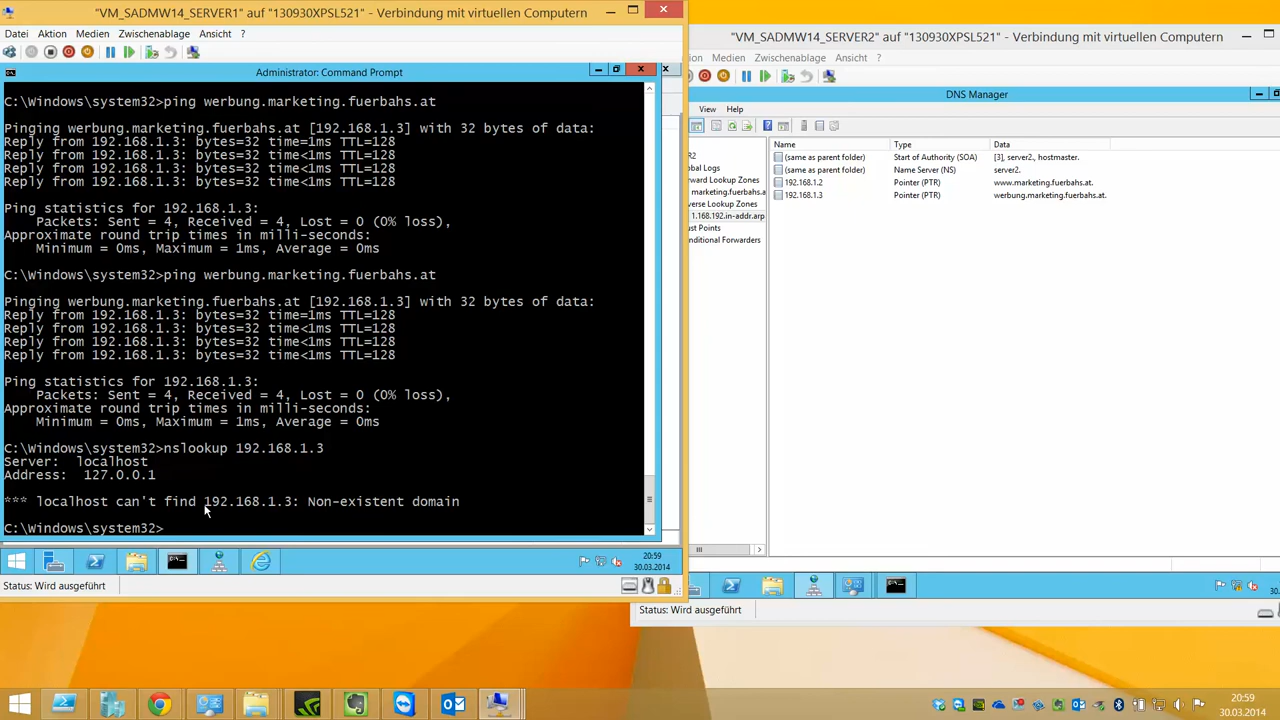 "VM_SADMW14_SERVER1" auf "130930XPSL521" - Verbindung mit virtuellen Computern
Datei Aktion Medien Zwischenablage Ansicht ?
Administrator: Command Prompt
C:\Windows\system32>ping werbung.marketing.fuerbahs.at
Pinging werbung.marketing.fuerbahs.at [192.168.1.3] with 32 bytes of data:
Reply from 192.168.1.3: bytes=32 time=1ms TTL=128
Reply from 192.168.1.3: bytes=32 time<1ms TTL=128
Reply from 192.168.1.3: bytes=32 time<1ms TTL=128
Reply from 192.168.1.3: bytes=32 time<1ms TTL=128
Ping statistics for 192.168.1.3:
Packets: Sent = 4, Received = 4, Lost = 0 (0% loss),
Approximate round trip times in milli-seconds:
Minimum = 0ms, Maximum = 1ms, Average = 0ms
C:\Windows\system32>ping werbung.marketing.fuerbahs.at
Pinging werbung.marketing.fuerbahs.at [192.168.1.3] with 32 bytes of data:
Reply from 192.168.1.3: bytes=32 time=1ms TTL=128
Reply from 192.168.1.3: bytes=32 time<1ms TTL=128
Reply from 192.168.1.3: bytes=32 time<1ms TTL=128
Reply from 192.168.1.3: bytes=32 time<1ms TTL=128
Ping statistics for 192.168.1.3:
Packets: Sent = 4, Received = 4, Lost = 0 (0% loss),
Approximate round trip times in milli-seconds:
Minimum = 0ms, Maximum = 1ms, Average = 0ms
C:\Windows\system32>nslookup 192.168.1.3
Server: localhost
Address: 127.0.0.1
*** localhost can't find 192.168.1.3: Non-existent domain
C:\Windows\system32>
20:59
30.03.2014
Status: Wird ausgeführt
"VM_SADMW14_SERVER2" auf "130930XPSL521" - Verbindung mit virtuellen Computern
ion Medien Zwischenablage Ansicht ?
DNS Manager
View Help
R2
obal Logs
rward Lookup Zones
marketing.fuerbahs.a
verse Lookup Zones
1.168.192.in-addr.arp
ust Points
onditional Forwarders
Name Type Data
(same as parent folder) Start of Authority (SOA) [3], server2., hostmaster.
(same as parent folder) Name Server (NS) server2.
192.168.1.2 Pointer (PTR) www.marketing.fuerbahs.at.
192.168.1.3 Pointer (PTR) werbung.marketing.fuerbahs.at.
30.
Status: Wird ausgeführt
20:59
30.03.2014